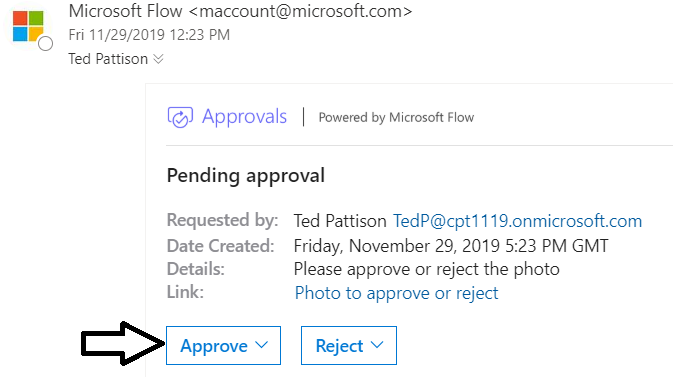 Microsoft Flow <maccount@microsoft.com>
Fri 11/29/2019 12:23 PM
Ted Pattison
Approvals | Powered by Microsoft Flow
Pending approval
Requested by: Ted Pattison TedP@cpt1119.onmicrosoft.com
Date Created: Friday, November 29, 2019 5:23 PM GMT
Details: Please approve or reject the photo
Link: Photo to approve or reject
Approve Reject